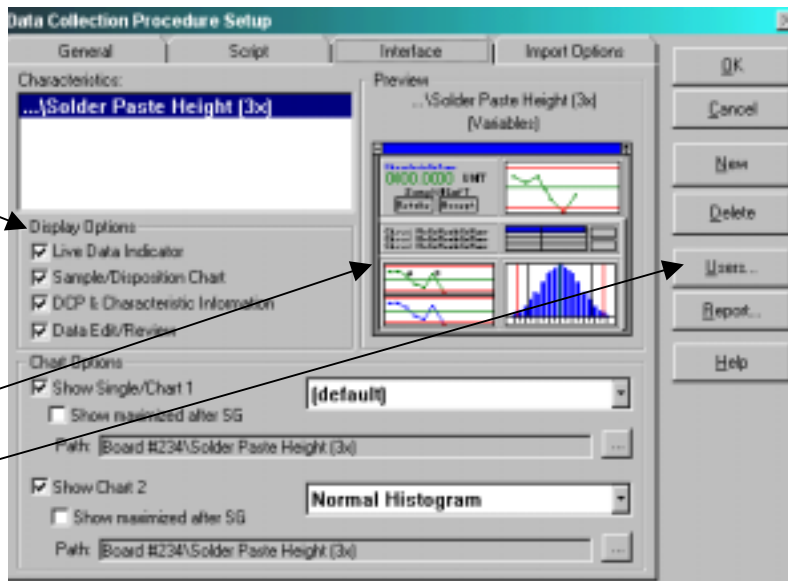 Data Collection Procedure Setup
General
Script
Interface
Import Options
OK
Cancel
New
Delete
Users...
Report...
Help
Characteristics:
...\Solder Paste Height (3x)
Preview
...\Solder Paste Height (3x)
(Variables)
0000.0000 UNIT
Display Options
Live Data Indicator
Sample/Disposition Chart
DCP & Characteristic Information
Data Edit/Review
Chart Options
Show Single/Chart 1
(default)
Show maximized after SG
Path: Board #234\Solder Paste Height (3x)
...
Show Chart 2
Normal Histogram
Show maximized after SG
Path: Board #234\Solder Paste Height (3x)
...